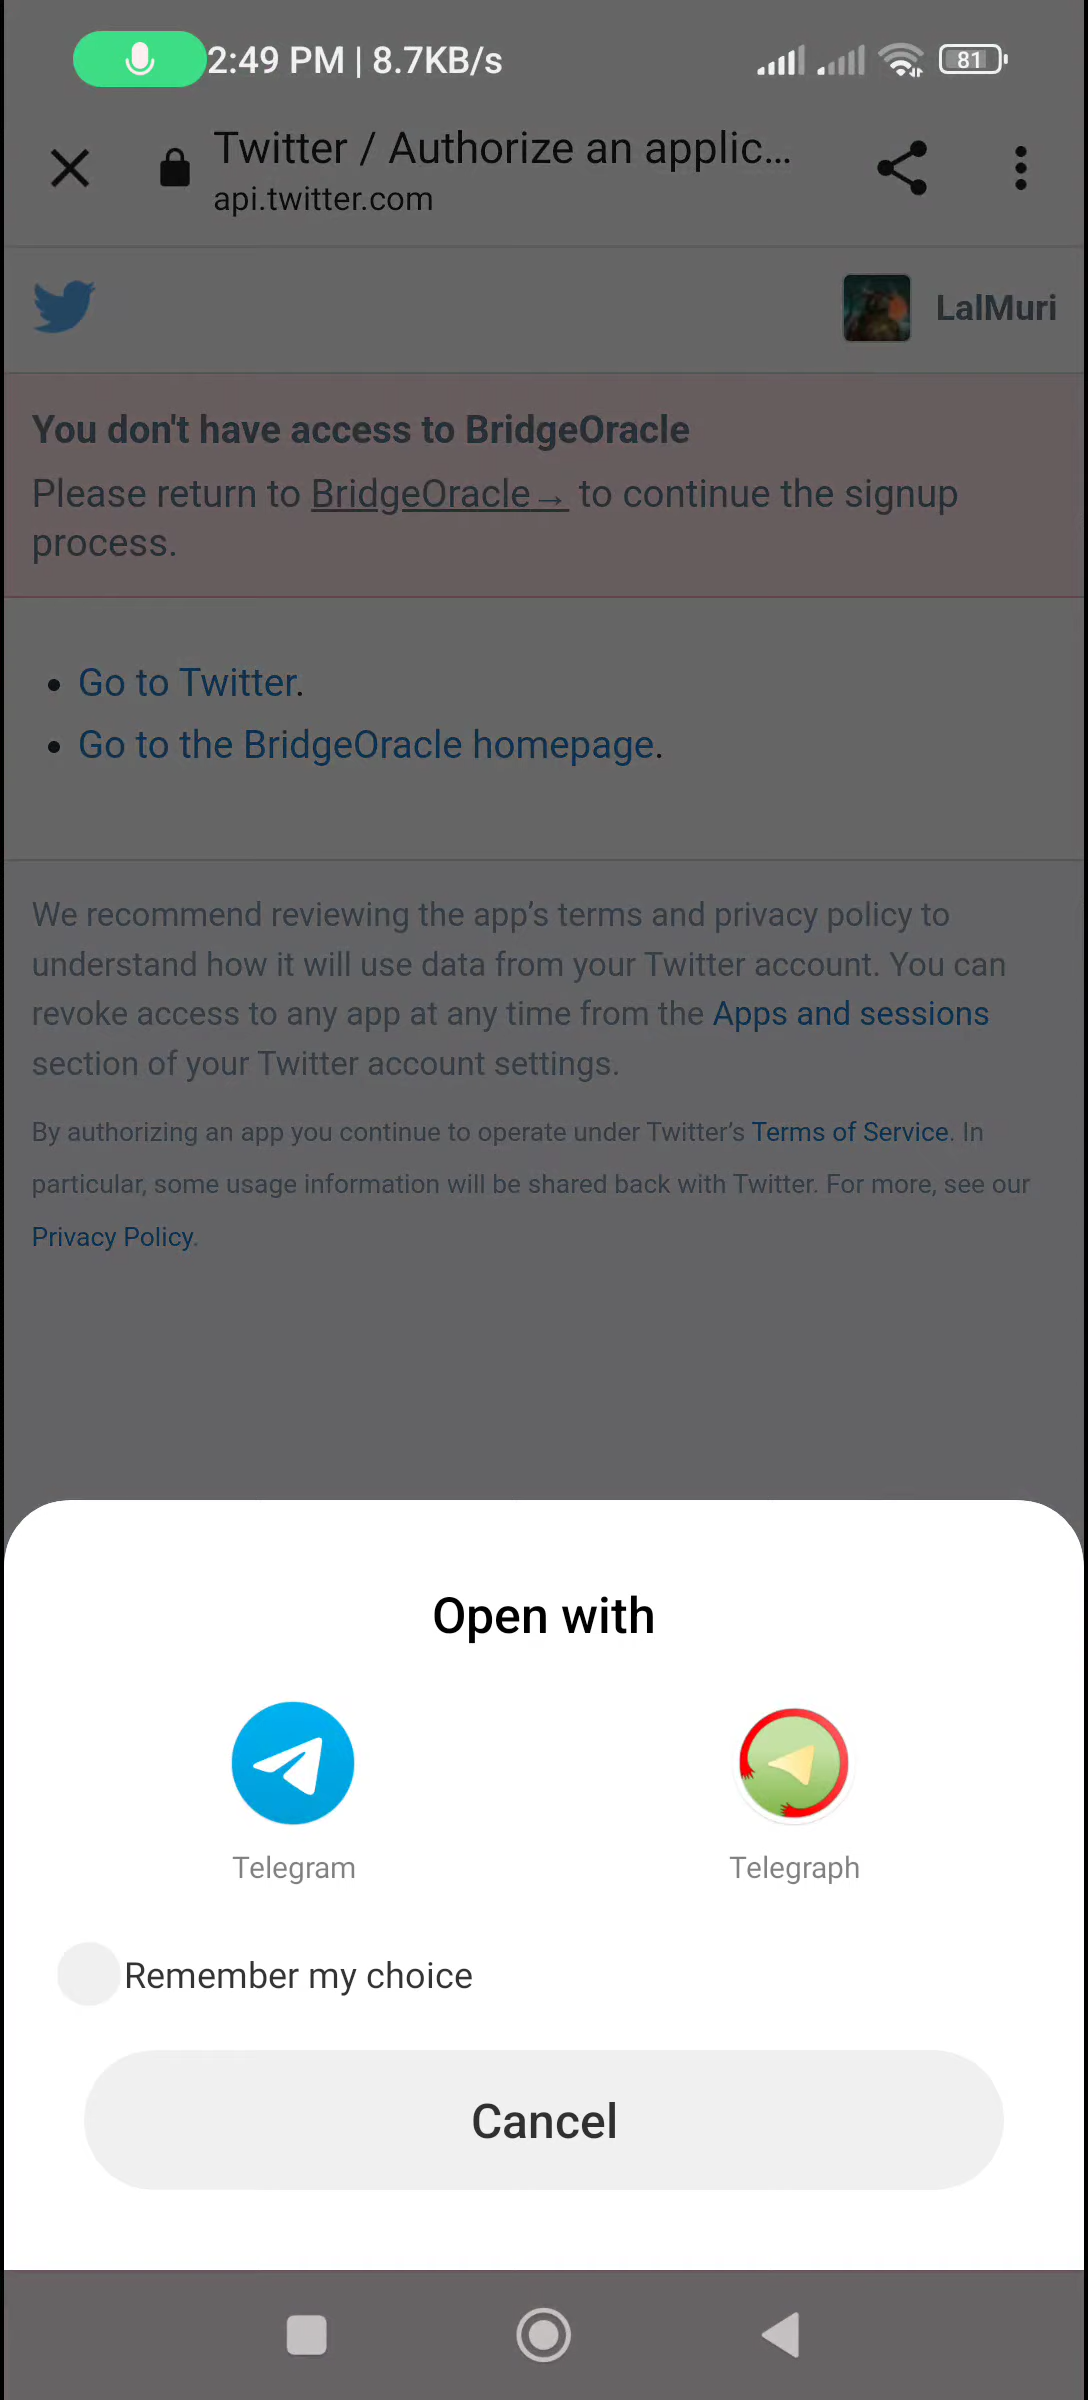 2:49 PM | 8.7KB/s
81
Twitter / Authorize an applic...
api.twitter.com
LalMuri
You don't have access to BridgeOracle
Please return to BridgeOracle→ to continue the signup
process.
• Go to Twitter.
• Go to the BridgeOracle homepage.
We recommend reviewing the app’s terms and privacy policy to
understand how it will use data from your Twitter account. You can
revoke access to any app at any time from the Apps and sessions
section of your Twitter account settings.
By authorizing an app you continue to operate under Twitter’s Terms of Service. In
particular, some usage information will be shared back with Twitter. For more, see our
Privacy Policy.
Open with
Telegram
Telegraph
Remember my choice
Cancel